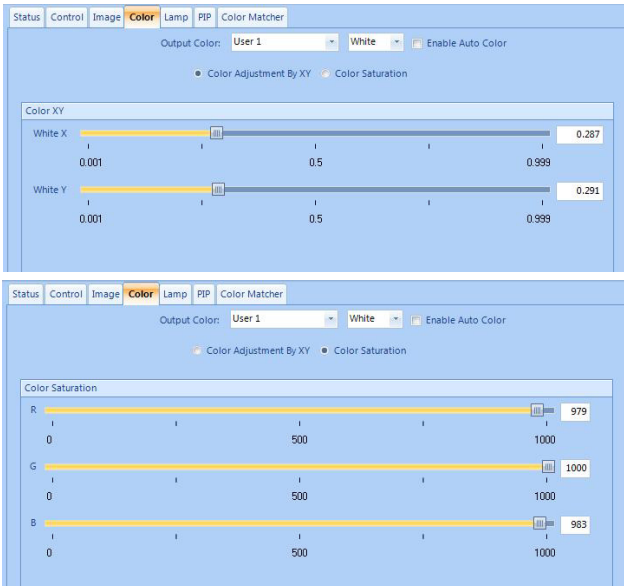 Status Control Image Color Lamp PIP Color Matcher
Output Color: User 1 White Enable Auto Color
Color Adjustment By XY Color Saturation
Color XY
White X 0.287
0.001 0.5 0.999
White Y 0.291
0.001 0.5 0.999
Status Control Image Color Lamp PIP Color Matcher
Output Color: User 1 White Enable Auto Color
Color Adjustment By XY Color Saturation
Color Saturation
R 979
0 500 1000
G 1000
0 500 1000
B 983
0 500 1000